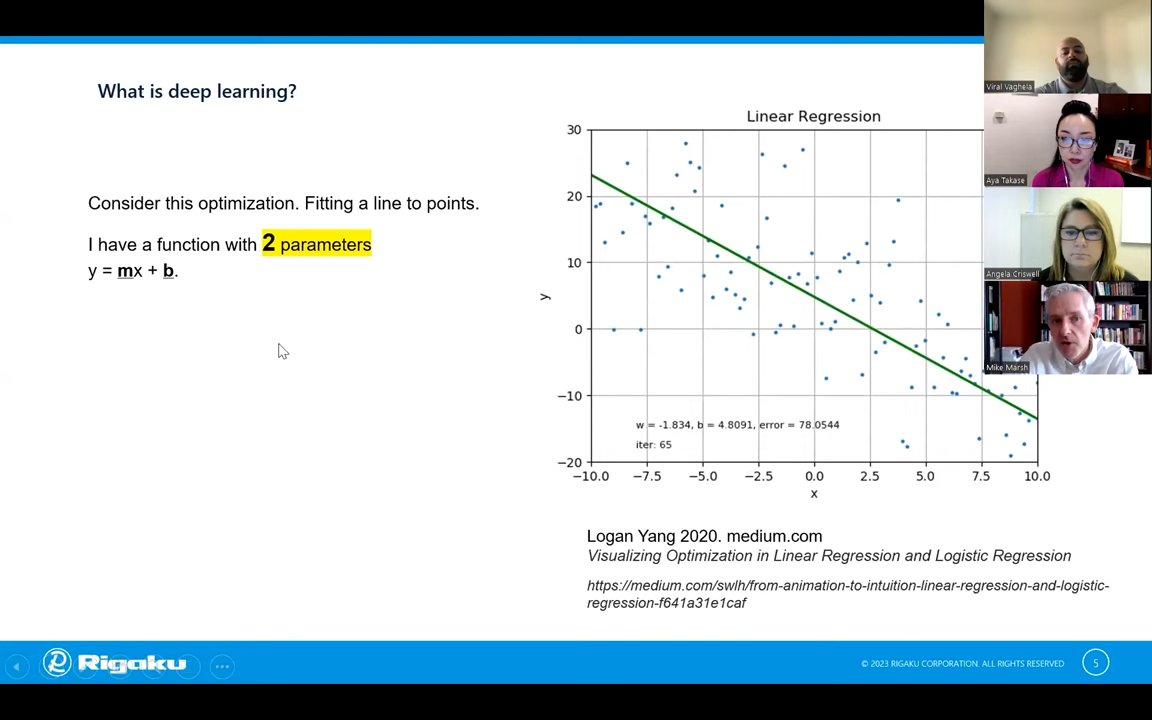 What is deep learning?
Consider this optimization. Fitting a line to points.
I have a function with 2 parameters
y = mx + b.
Linear Regression
30
20
10
0
−10
−20
y
w = -1.834, b = 4.8091, error = 78.0544
iter: 65
−10.0 −7.5 −5.0 −2.5 0.0 2.5 5.0 7.5 10.0
x
Logan Yang 2020. medium.com
Visualizing Optimization in Linear Regression and Logistic Regression
https://medium.com/swlh/from-animation-to-intuition-linear-regression-and-logistic-
regression-f641a31e1caf
Viral Vaghela
Aya Takase
Angela Criswell
Mike Marsh
Rigaku
© 2023 RIGAKU CORPORATION. ALL RIGHTS RESERVED
5